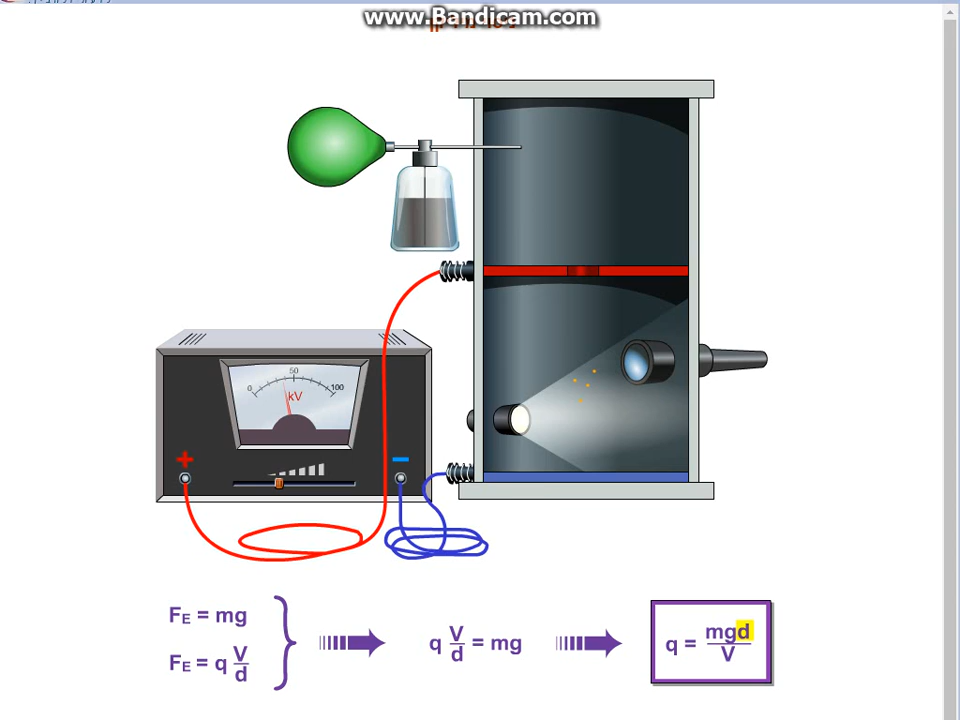 www.Bandicam.com
0
50
100
kV
+
−
FE = mg
FE = q V/d
q V/d = mg
q = mgd/V